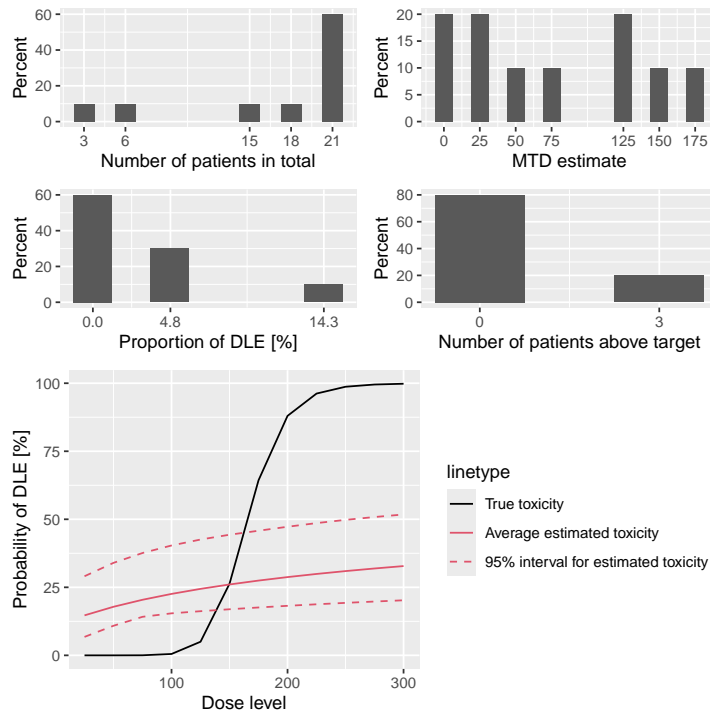 60
40
20
0
Percent
3 6 15 18 21
Number of patients in total
20
15
10
5
0
Percent
0 25 50 75 125 150 175
MTD estimate
60
40
20
0
Percent
0.0 4.8 14.3
Proportion of DLE [%]
80
60
40
20
0
Percent
0 3
Number of patients above target
100
75
50
25
0
Probability of DLE [%]
100 200 300
Dose level
linetype
True toxicity
Average estimated toxicity
95% interval for estimated toxicity